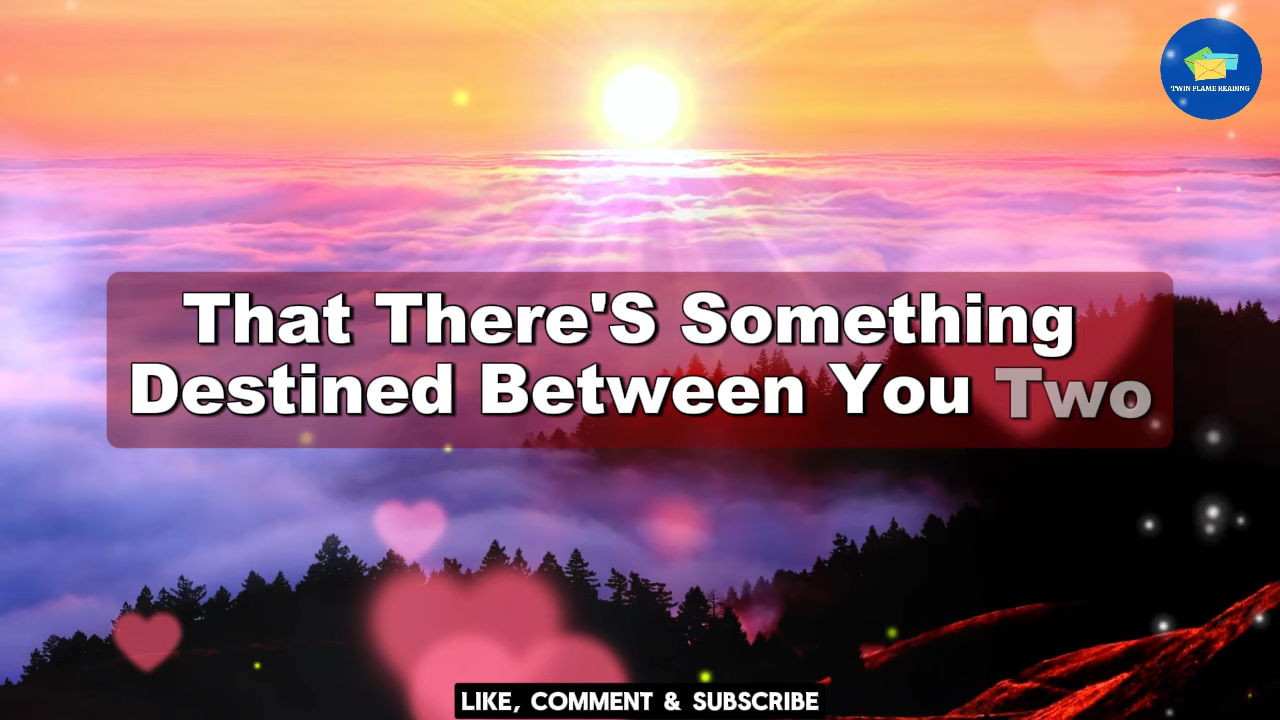 TWIN FLAME READING
That There'S Something
Destined Between You Two
LIKE, COMMENT & SUBSCRIBE